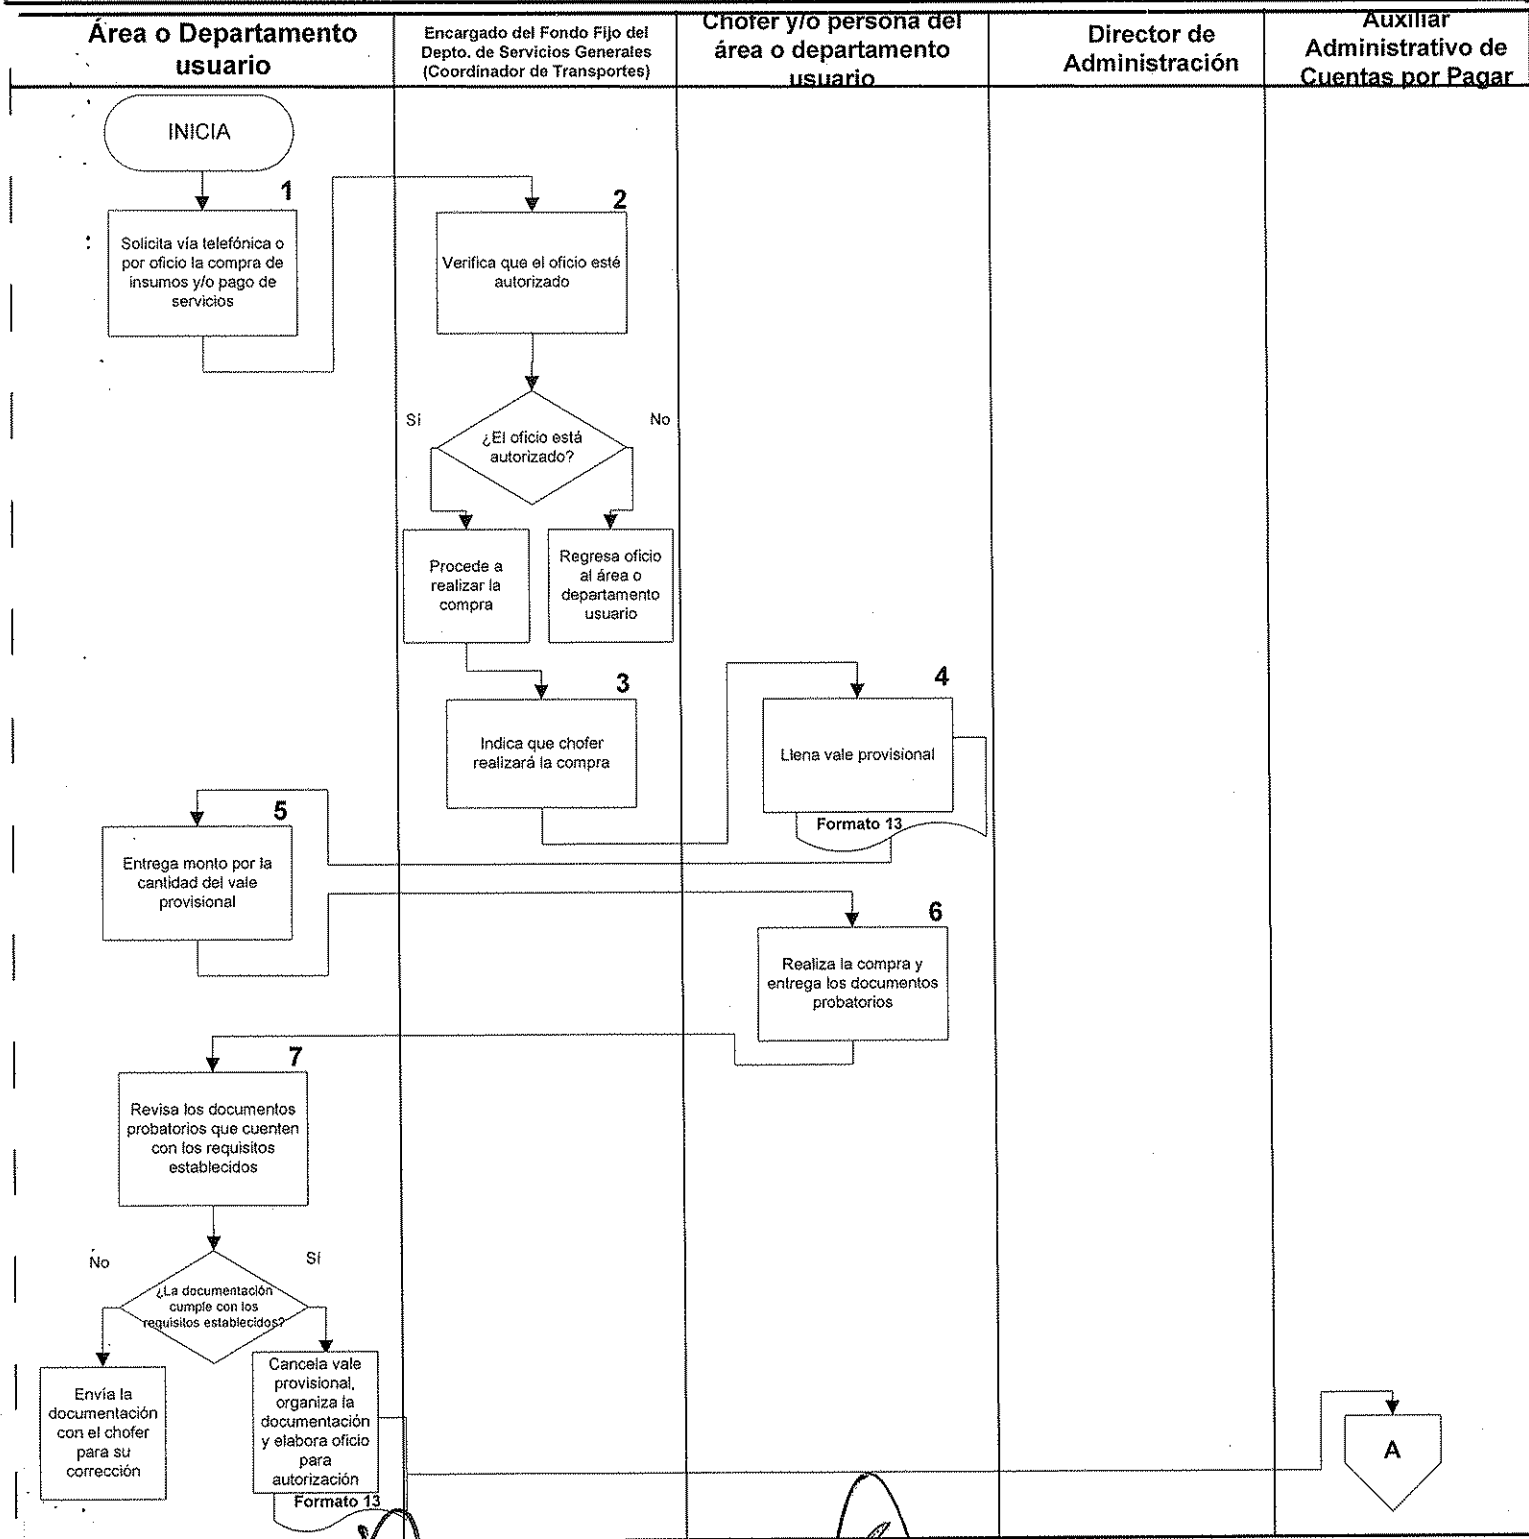 Área o Departamento
usuario
Encargado del Fondo Fijo del
Depto. de Servicios Generales
(Coordinador de Transportes)
Chofer y/o persona del
área o departamento
usuario
Director de
Administración
Auxiliar
Administrativo de
Cuentas por Pagar
INICIA
1
Solicita vía telefónica o
por oficio la compra de
insumos y/o pago de
servicios
2
Verifica que el oficio esté
autorizado
Sí
No
¿El oficio está
autorizado?
Procede a
realizar la
compra
Regresa oficio
al área o
departamento
usuario
3
Indica que chofer
realizará la compra
4
Llena vale provisional
Formato 13
5
Entrega monto por la
cantidad del vale
provisional
6
Realiza la compra y
entrega los documentos
probatorios
7
Revisa los documentos
probatorios que cuenten
con los requisitos
establecidos
No
Sí
¿La documentación
cumple con los
requisitos establecidos?
Envía la
documentación
con el chofer
para su
corrección
Cancela vale
provisional,
organiza la
documentación
y elabora oficio
para
autorización
Formato 13
A